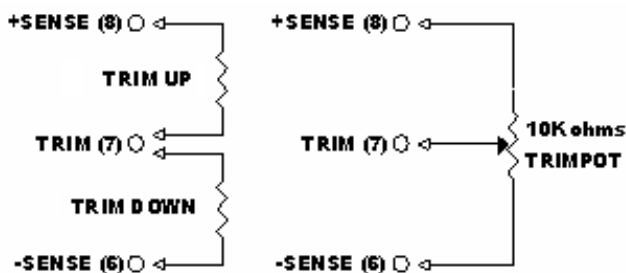 +SENSE (8)
TRIM UP
TRIM (7)
TRIM DOWN
-SENSE (6)
+SENSE (8)
10K ohms
TRIM (7)
TRIMPOT
-SENSE (6)